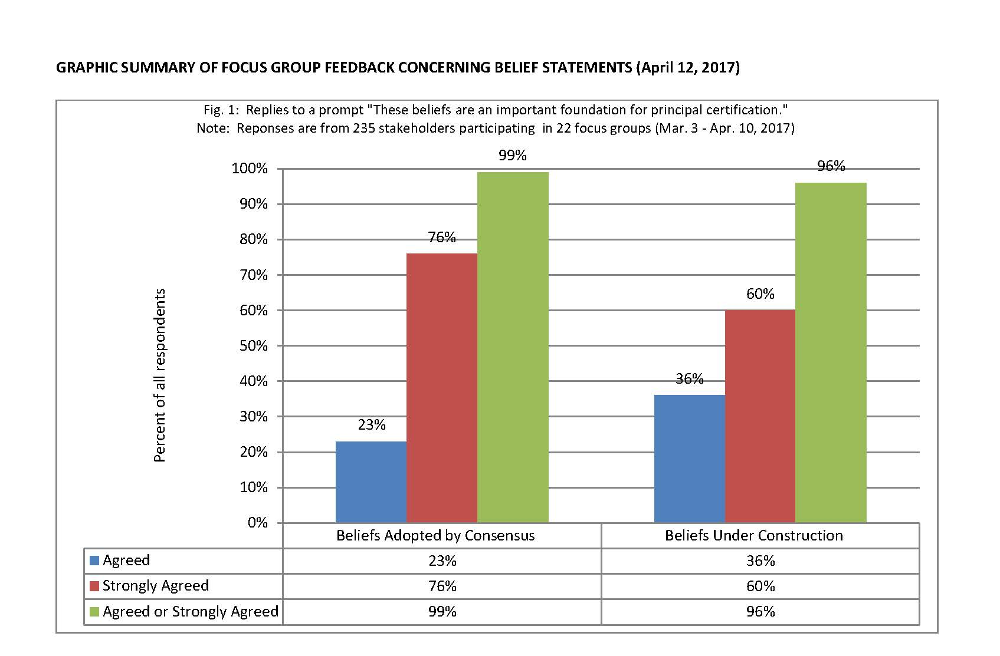 GRAPHIC SUMMARY OF FOCUS GROUP FEEDBACK CONCERNING BELIEF STATEMENTS (April 12, 2017)
Fig. 1:  Replies to a prompt "These beliefs are an important foundation for principal certification."
Note:  Reponses are from 235 stakeholders participating  in 22 focus groups (Mar. 3 - Apr. 10, 2017)
Percent of all respondents
100%
90%
80%
70%
60%
50%
40%
30%
20%
10%
0%
23%
76%
99%
36%
60%
96%
Beliefs Adopted by Consensus Beliefs Under Construction
Agreed 23% 36%
Strongly Agreed 76% 60%
Agreed or Strongly Agreed 99% 96%